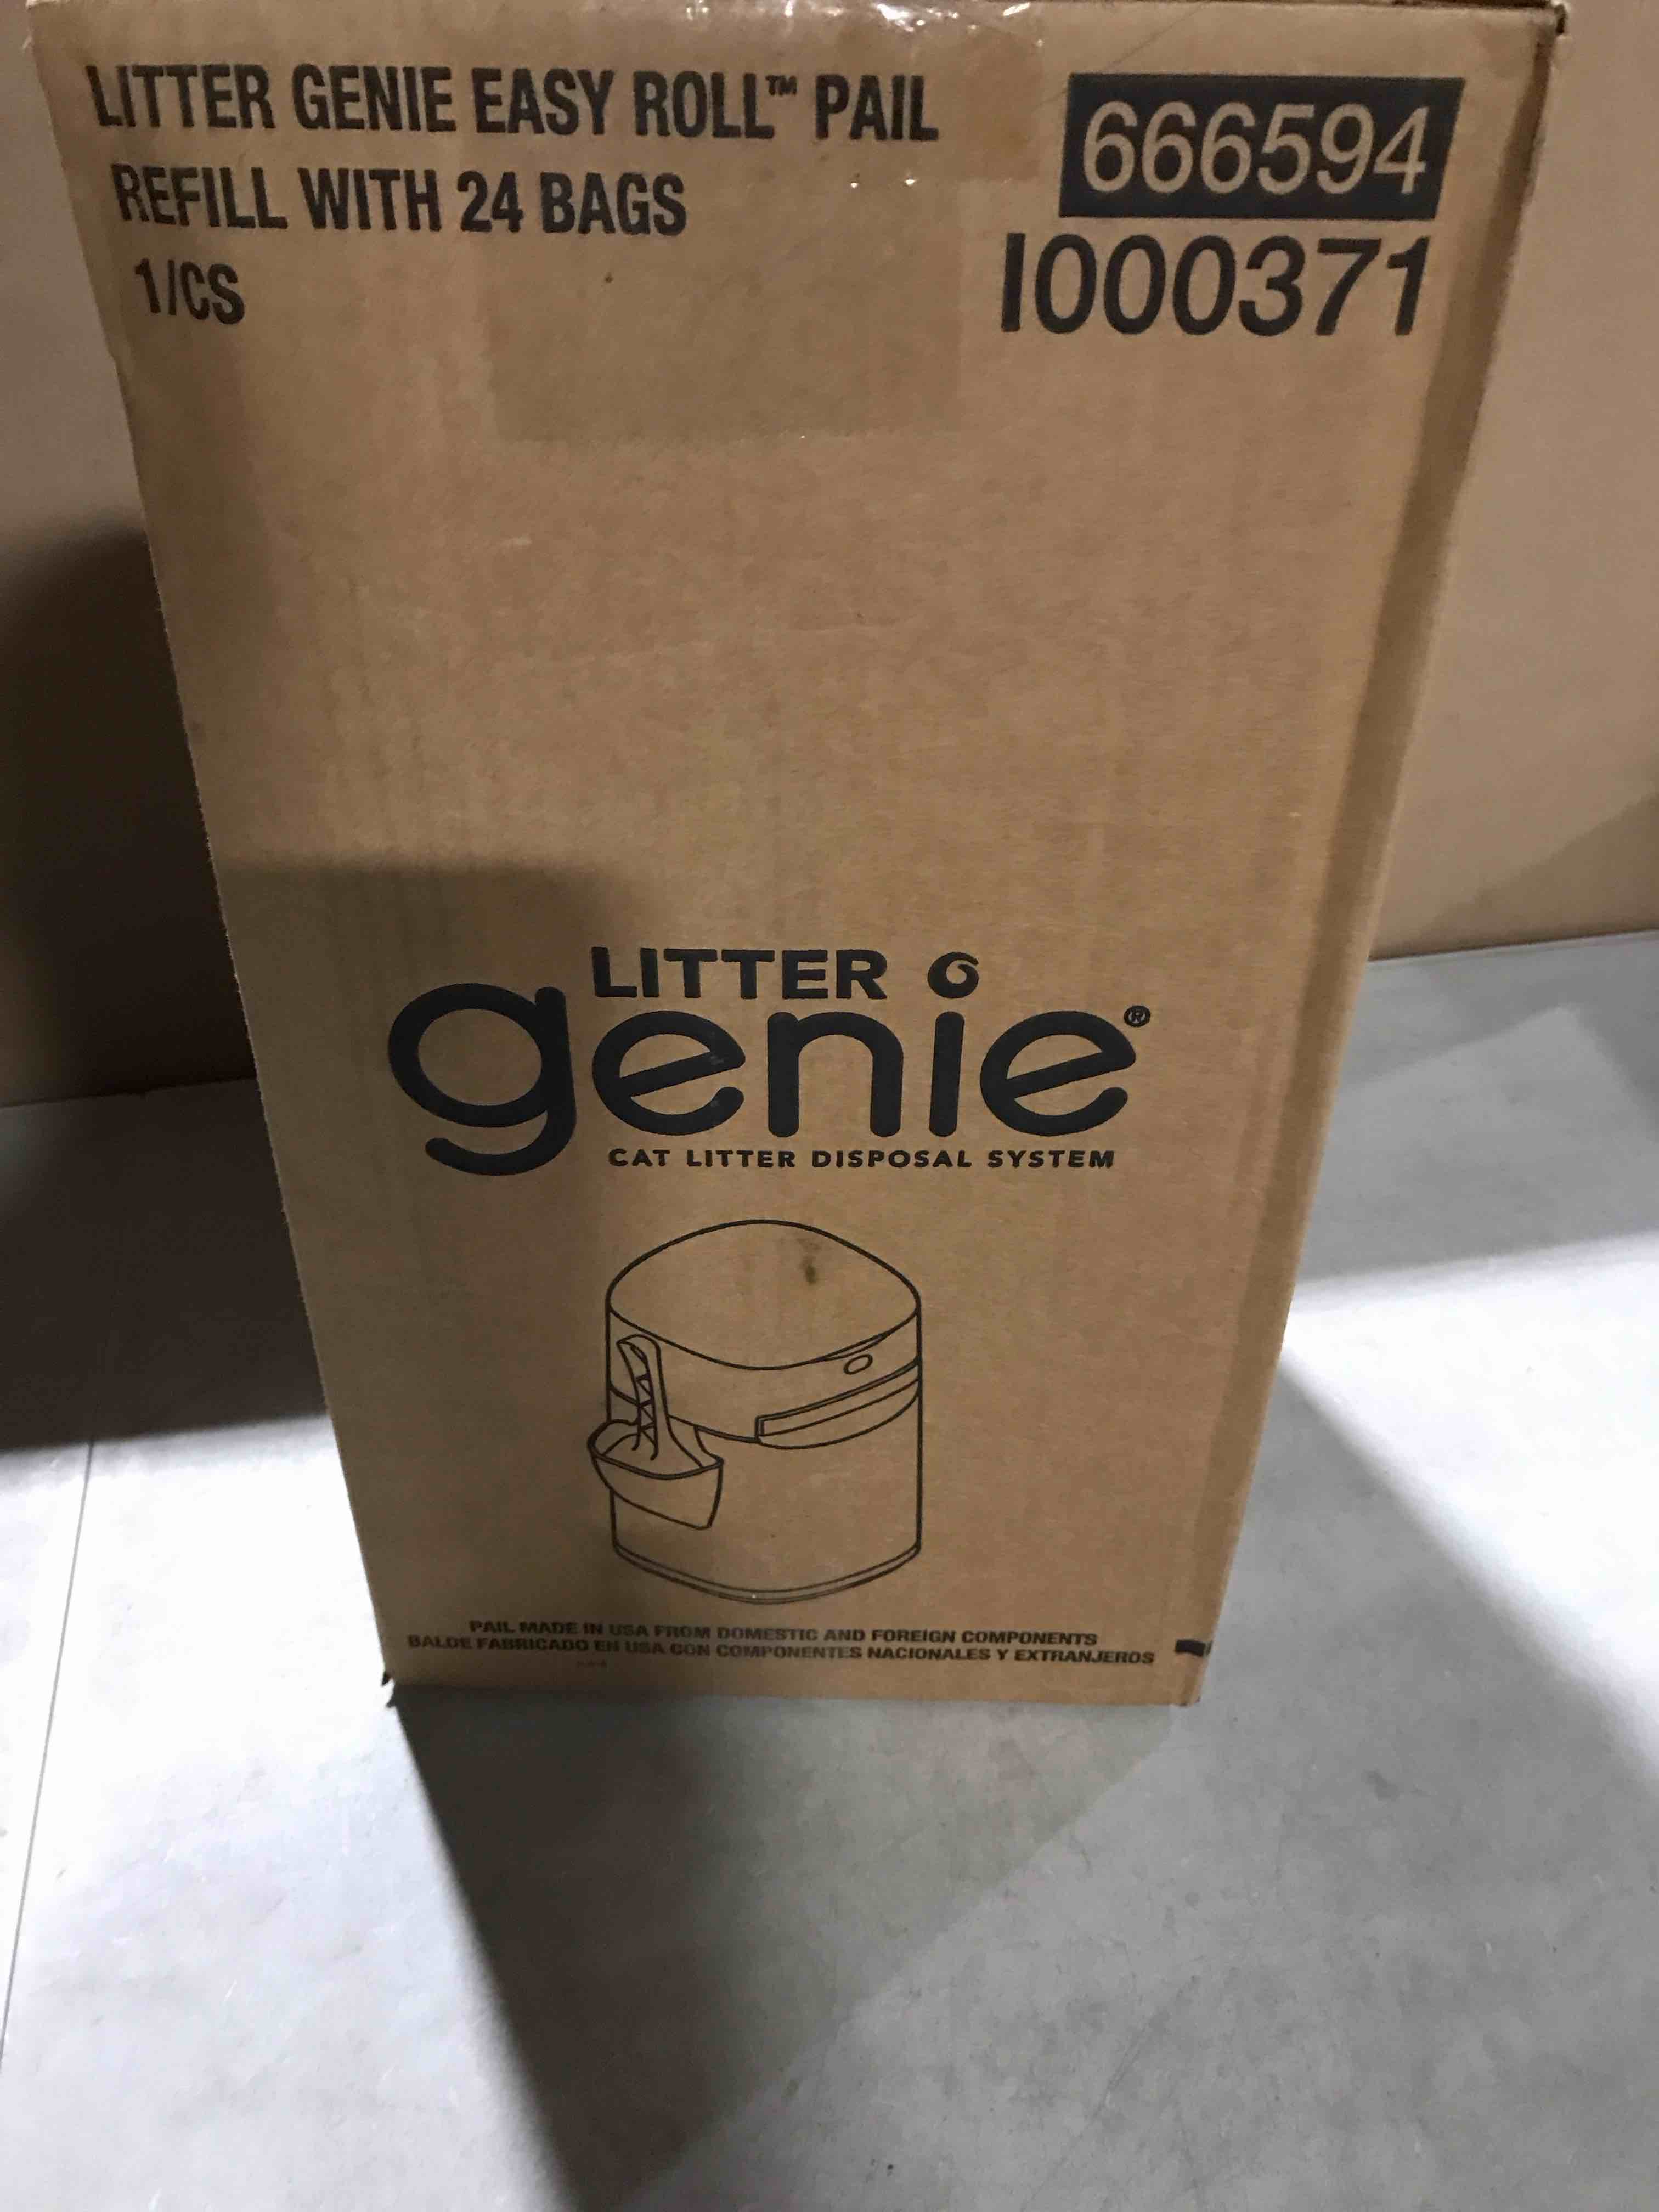 LITTER GENIE EASY ROLL™ PAIL
REFILL WITH 24 BAGS
1/CS
666594
1000371
LITTER
genie®
CAT LITTER DISPOSAL SYSTEM
PAIL MADE IN USA FROM DOMESTIC AND FOREIGN COMPONENTS
BALDE FABRICADO EN USA CON COMPONENTES NACIONALES Y EXTRANJEROS